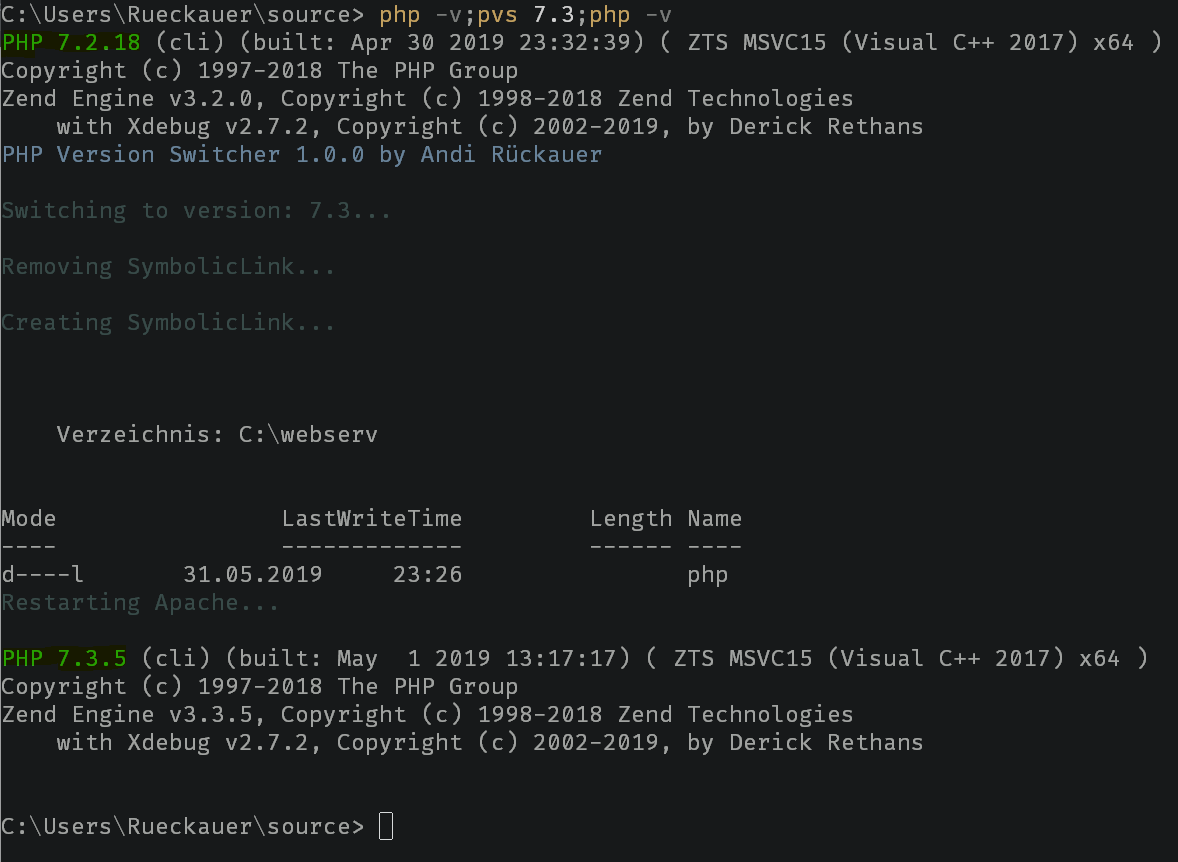 C:\Users\Rueckauer\source> php -v;pvs 7.3;php -v
PHP 7.2.18 (cli) (built: Apr 30 2019 23:32:39) ( ZTS MSVC15 (Visual C++ 2017) x64 )
Copyright (c) 1997-2018 The PHP Group
Zend Engine v3.2.0, Copyright (c) 1998-2018 Zend Technologies
    with Xdebug v2.7.2, Copyright (c) 2002-2019, by Derick Rethans
PHP Version Switcher 1.0.0 by Andi Rückauer
Switching to version: 7.3...
Removing SymbolicLink...
Creating SymbolicLink...
    Verzeichnis: C:\webserv
Mode                LastWriteTime         Length Name
----                -------------         ------ ----
d----l       31.05.2019     23:26                php
Restarting Apache...
PHP 7.3.5 (cli) (built: May  1 2019 13:17:17) ( ZTS MSVC15 (Visual C++ 2017) x64 )
Copyright (c) 1997-2018 The PHP Group
Zend Engine v3.3.5, Copyright (c) 1998-2018 Zend Technologies
    with Xdebug v2.7.2, Copyright (c) 2002-2019, by Derick Rethans
C:\Users\Rueckauer\source>